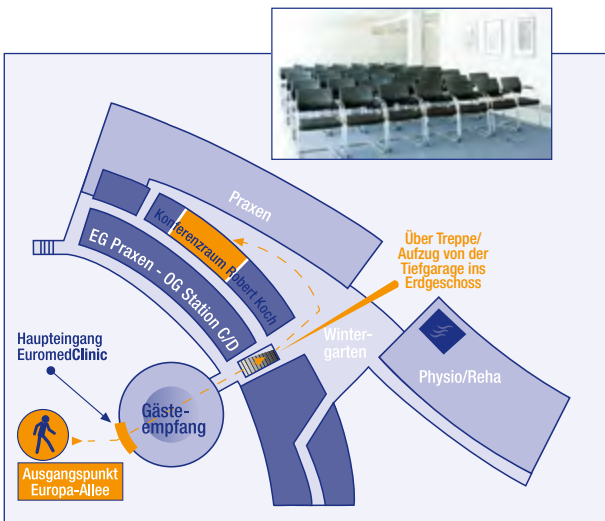 Praxen
Konferenzraum Robert Koch
EG Praxen - OG Station C/D
Über Treppe/
Aufzug von der
Tiefgarage ins
Erdgeschoss
Winter-
garten
Physio/Reha
Haupteingang
EuromedClinic
Gäste-
empfang
Ausgangspunkt
Europa-Allee